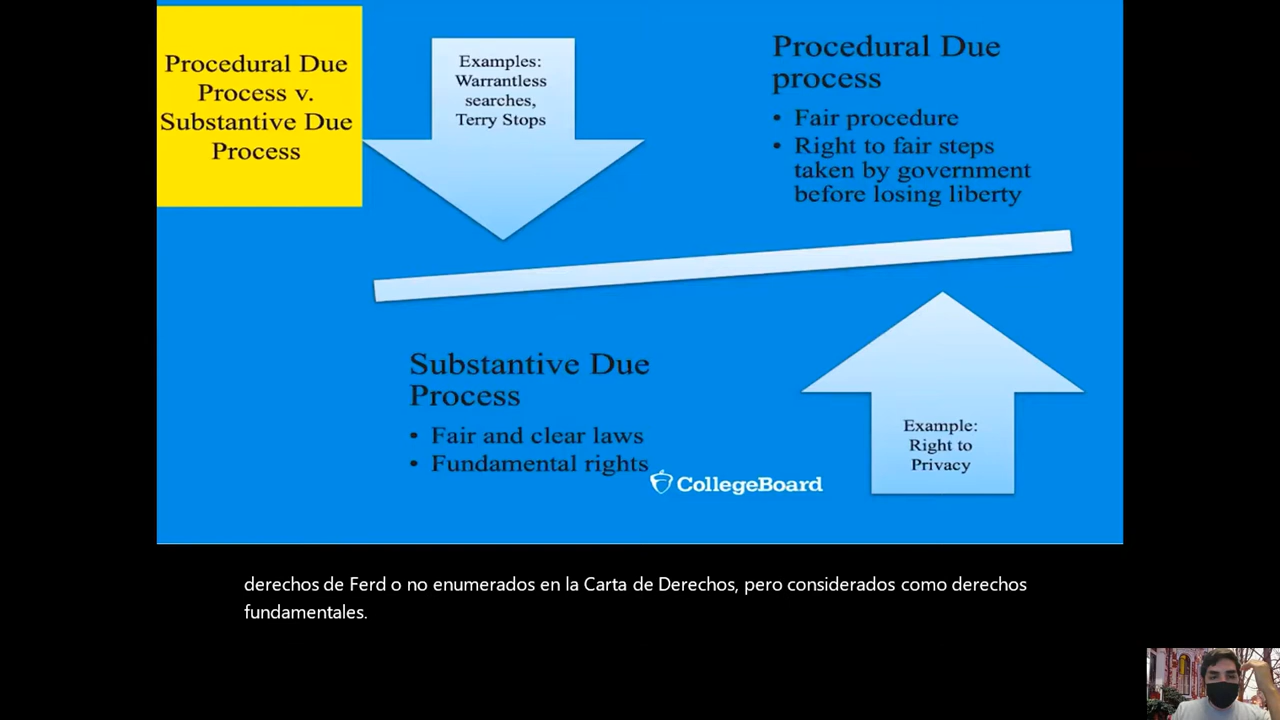 Procedural Due
Process v.
Substantive Due
Process
Examples:
Warrantless
searches,
Terry Stops
Procedural Due
process
• Fair procedure
• Right to fair steps
taken by government
before losing liberty
Substantive Due
Process
• Fair and clear laws
• Fundamental rights
CollegeBoard
Example:
Right to
Privacy
derechos de Ferd o no enumerados en la Carta de Derechos, pero considerados como derechos
fundamentales.